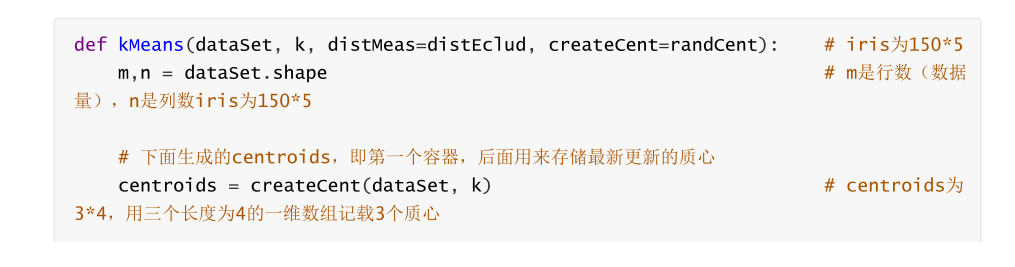 def kMeans(dataSet, k, distMeas=distEclud, createCent=randCent):    # iris为150*5
    m,n = dataSet.shape                                             # m是行数（数据
量），n是列数iris为150*5
    # 下面生成的centroids，即第一个容器，后面用来存储最新更新的质心
    centroids = createCent(dataSet, k)                              # centroids为
3*4，用三个长度为4的一维数组记载3个质心